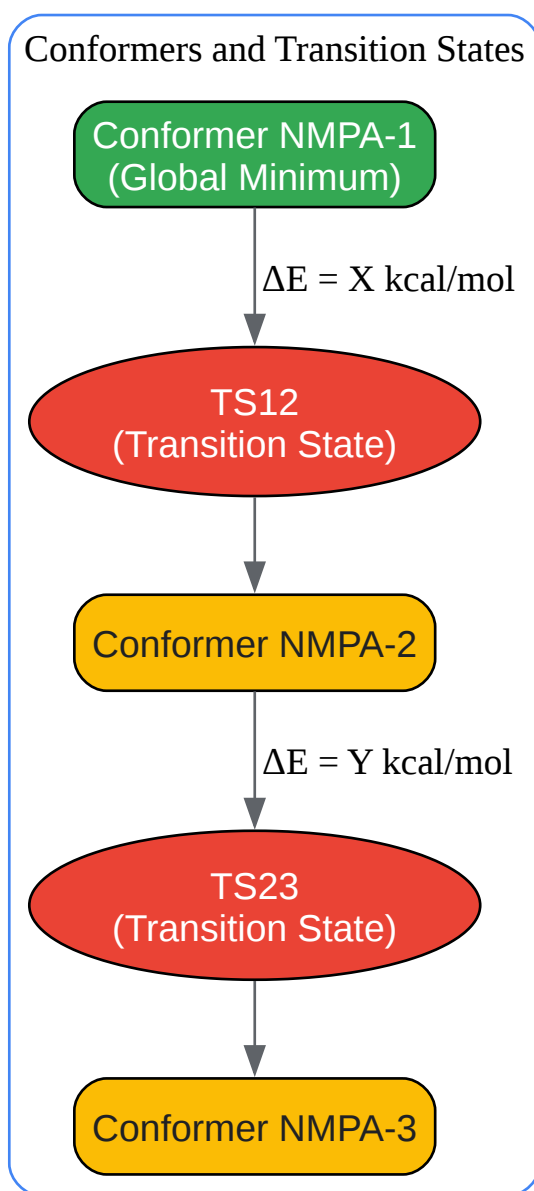 Conformers and Transition States
Conformer NMPA-1
(Global Minimum)
ΔE = X kcal/mol
TS12
(Transition State)
Conformer NMPA-2
ΔE = Y kcal/mol
TS23
(Transition State)
Conformer NMPA-3